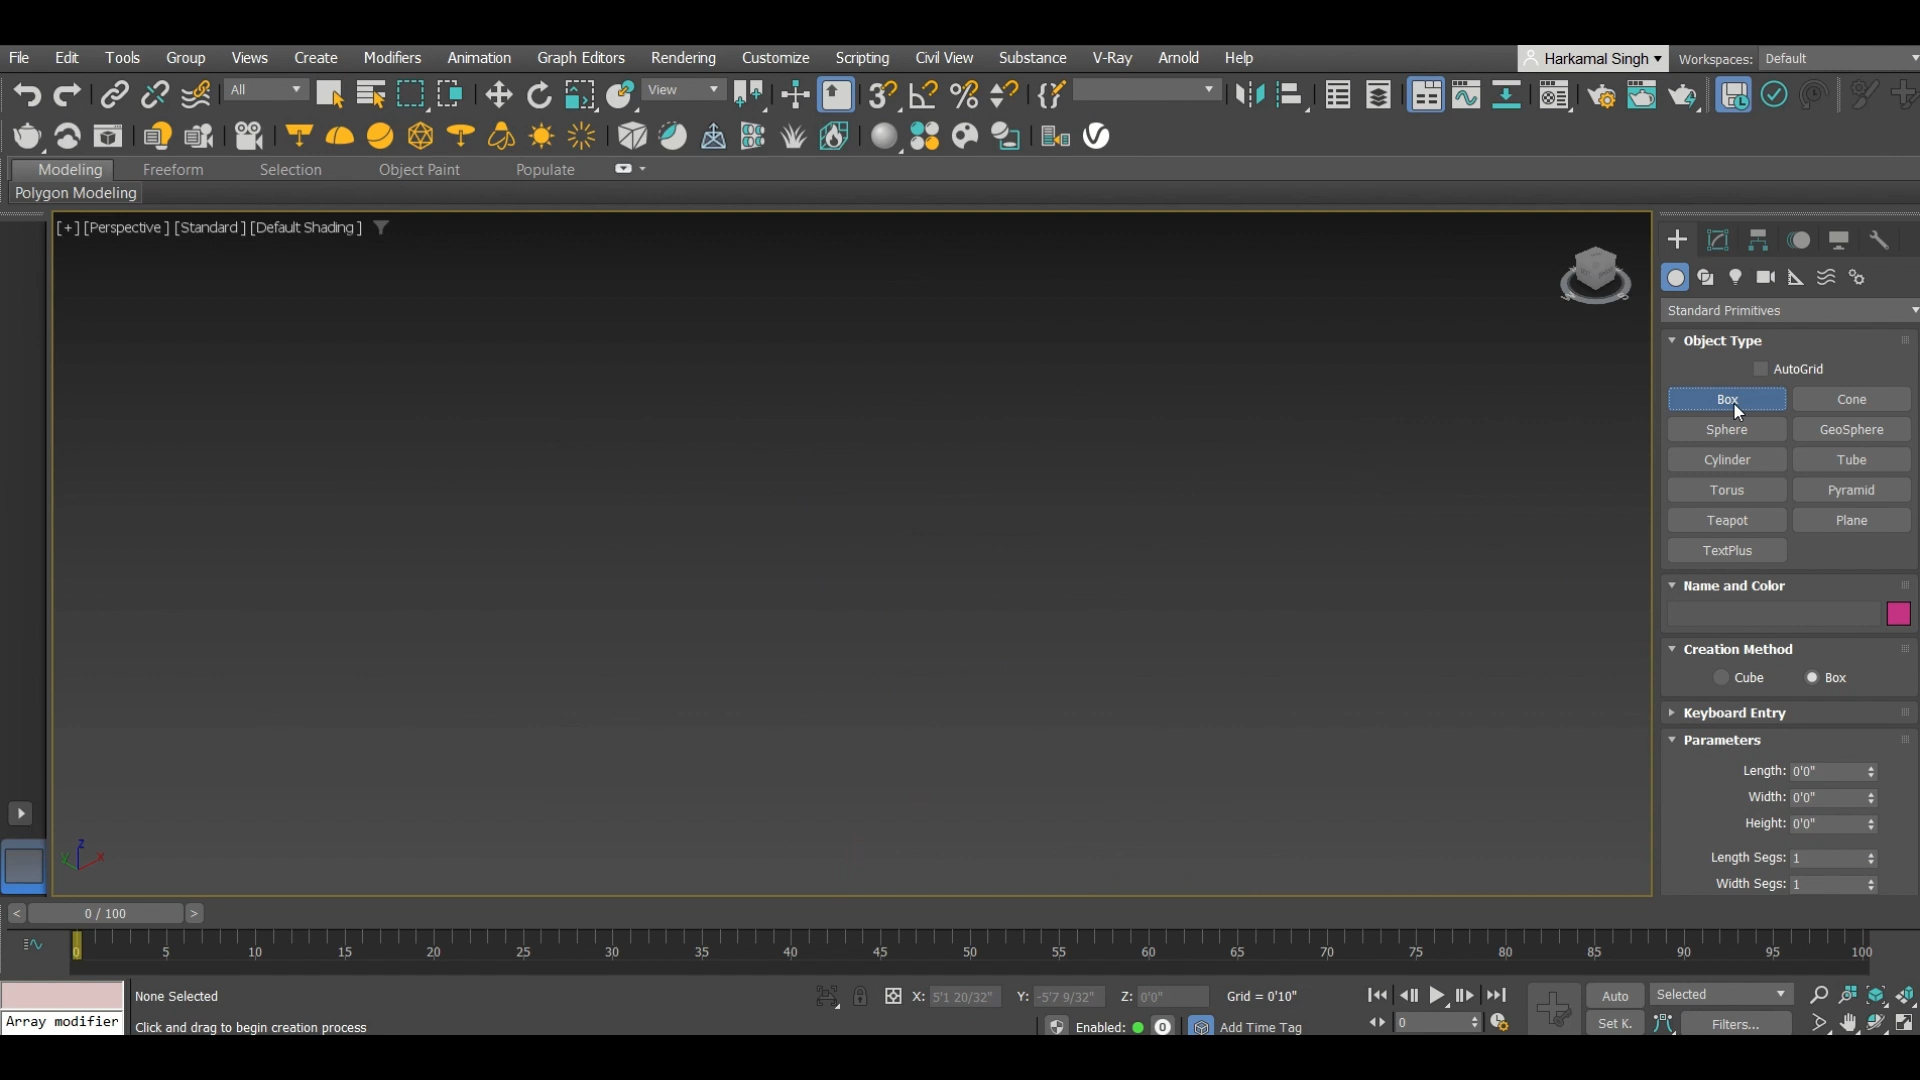 File Edit Tools Group Views Create Modifiers Animation Graph Editors Rendering Customize Scripting Civil View Substance V-Ray Arnold Help Harkamal Singh Workspaces: Default
All View
Modeling Freeform Selection Object Paint Populate
Polygon Modeling
[+] [Perspective ] [Standard ] [Default Shading ]
Standard Primitives
Object Type
AutoGrid
Box Cone
Sphere GeoSphere
Cylinder Tube
Torus Pyramid
Teapot Plane
TextPlus
Name and Color
Creation Method
Cube Box
Keyboard Entry
Parameters
Length: 0'0"
Width: 0'0"
Height: 0'0"
Length Segs: 1
Width Segs: 1
z
y x
< 0 / 100 >
0 5 10 15 20 25 30 35 40 45 50 55 60 65 70 75 80 85 90 95 100
None Selected X: 5'1 20/32" Y: -5'7 9/32" Z: 0'0" Grid = 0'10" Auto Selected
Array modifier Click and drag to begin creation process Enabled: 0 Add Time Tag 0 Set K. Filters...